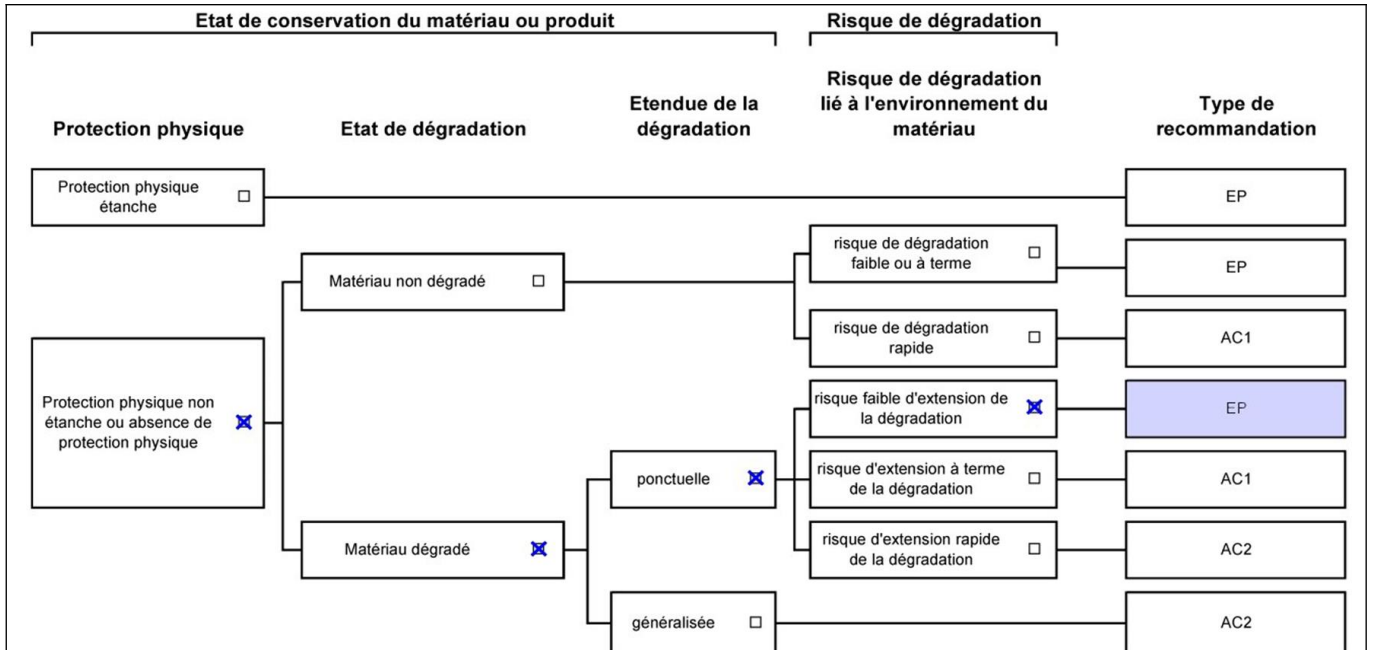 Etat de conservation du matériau ou produit
Risque de dégradation
Protection physique
Etat de dégradation
Etendue de la
dégradation
Risque de dégradation
lié à l'environnement du
matériau
Type de
recommandation
Protection physique
étanche
EP
risque de dégradation
faible ou à terme
EP
Matériau non dégradé
risque de dégradation
rapide
AC1
Protection physique non
étanche ou absence de
protection physique
risque faible d'extension de
la dégradation
EP
ponctuelle
risque d'extension à terme
de la dégradation
AC1
Matériau dégradé
risque d'extension rapide
de la dégradation
AC2
généralisée
AC2